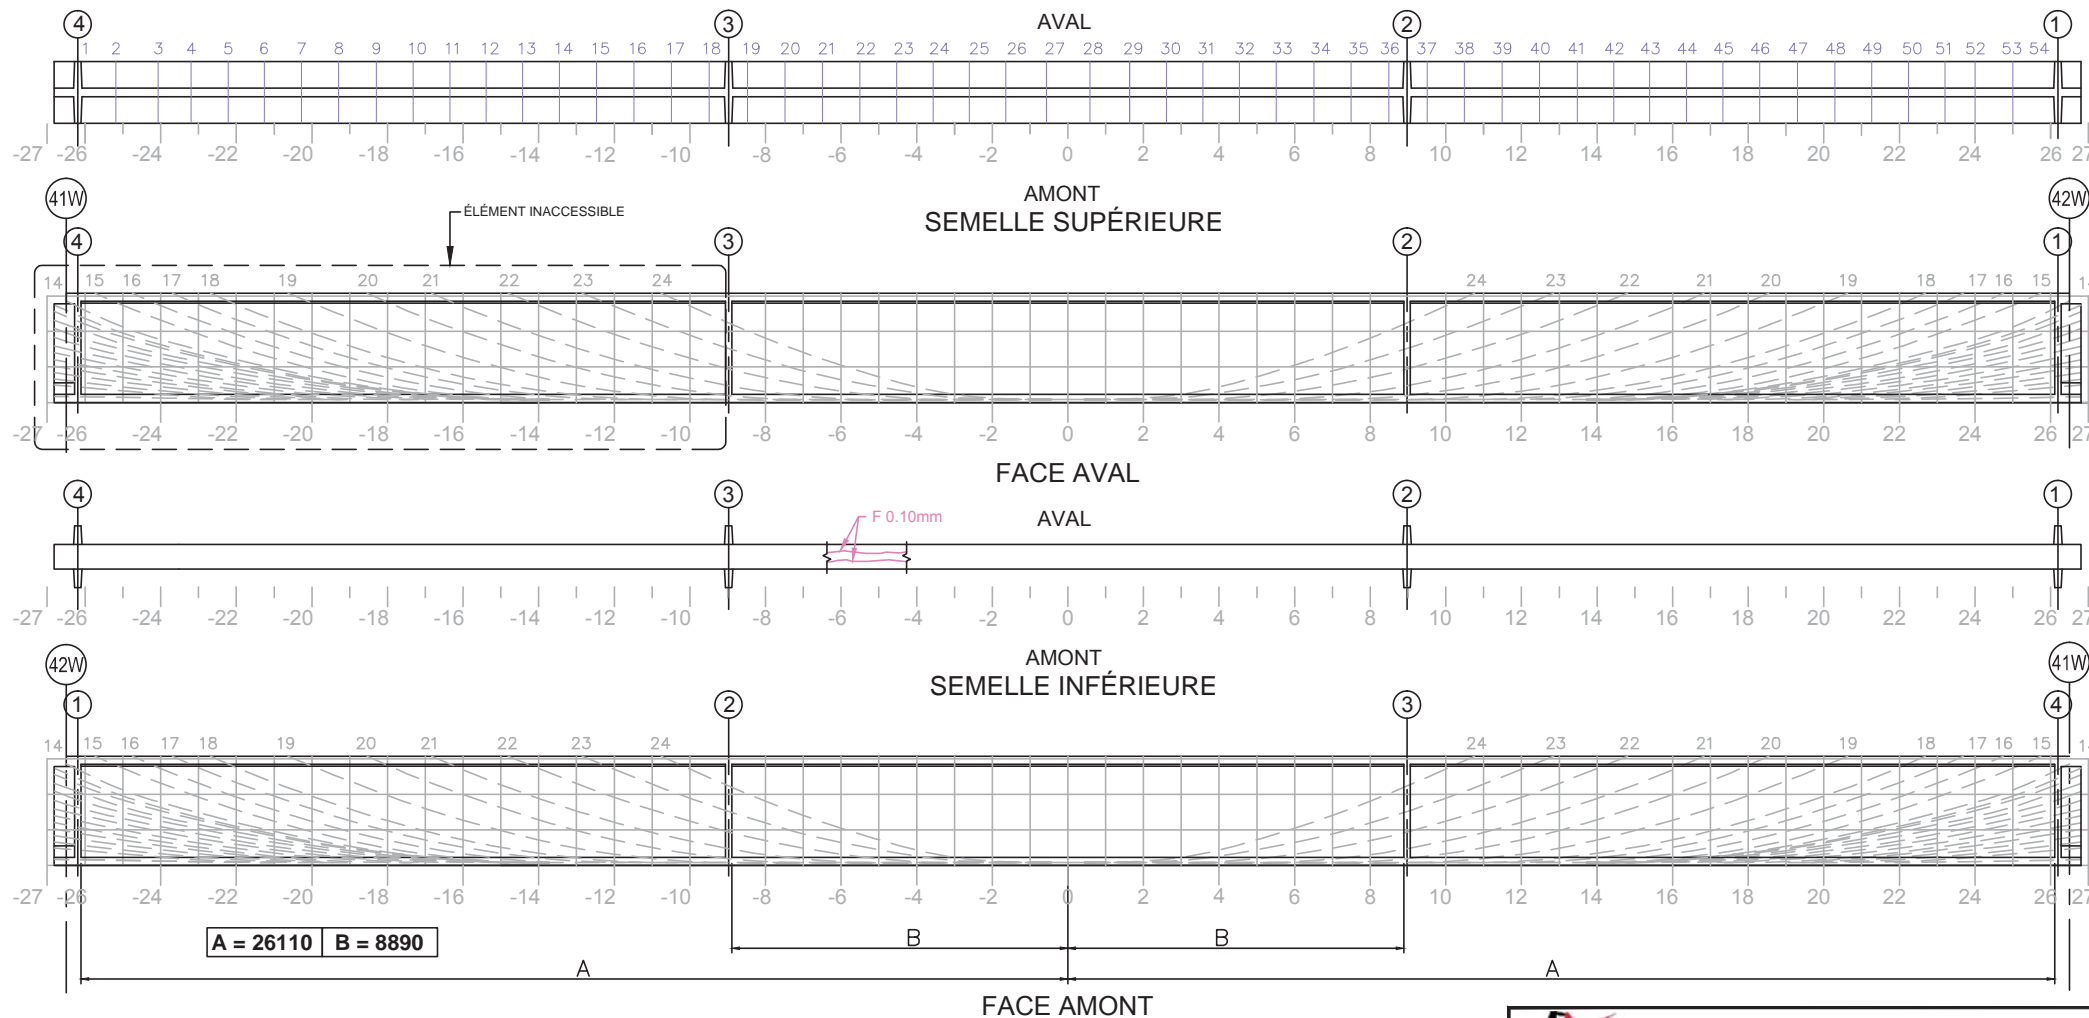 4 3 AVAL 2 1
1 2 3 4 5 6 7 8 9 10 11 12 13 14 15 16 17 18 19 20 21 22 23 24 25 26 27 28 29 30 31 32 33 34 35 36 37 38 39 40 41 42 43 44 45 46 47 48 49 50 51 52 53 54
-27 -26 -24 -22 -20 -18 -16 -14 -12 -10 -8 -6 -4 -2 0 2 4 6 8 10 12 14 16 18 20 22 24 26 27
41W AMONT 42W
ÉLÉMENT INACCESSIBLE
SEMELLE SUPÉRIEURE
4 3 2 1
14 15 16 17 18 19 20 21 22 23 24 24 23 22 21 20 19 18 17 16 15
-27 -26 -24 -22 -20 -18 -16 -14 -12 -10 -8 -6 -4 -2 0 2 4 6 8 10 12 14 16 18 20 22 24 26 27
FACE AVAL
4 3 2 1
F 0.10mm AVAL
-27 -26 -24 -22 -20 -18 -16 -14 -12 -10 -8 -6 -4 -2 0 2 4 6 8 10 12 14 16 18 20 22 24 26 27
42W AMONT 41W
SEMELLE INFÉRIEURE
1 2 3 4
14 15 16 17 18 19 20 21 22 23 24 24 23 22 21 20 19 18 17 16 15
-27 -26 -24 -22 -20 -18 -16 -14 -12 -10 -8 -6 -4 -2 0 2 4 6 8 10 12 14 16 18 20 22 24 26 27
A = 26110 B = 8890
B B
A A
FACE AMONT